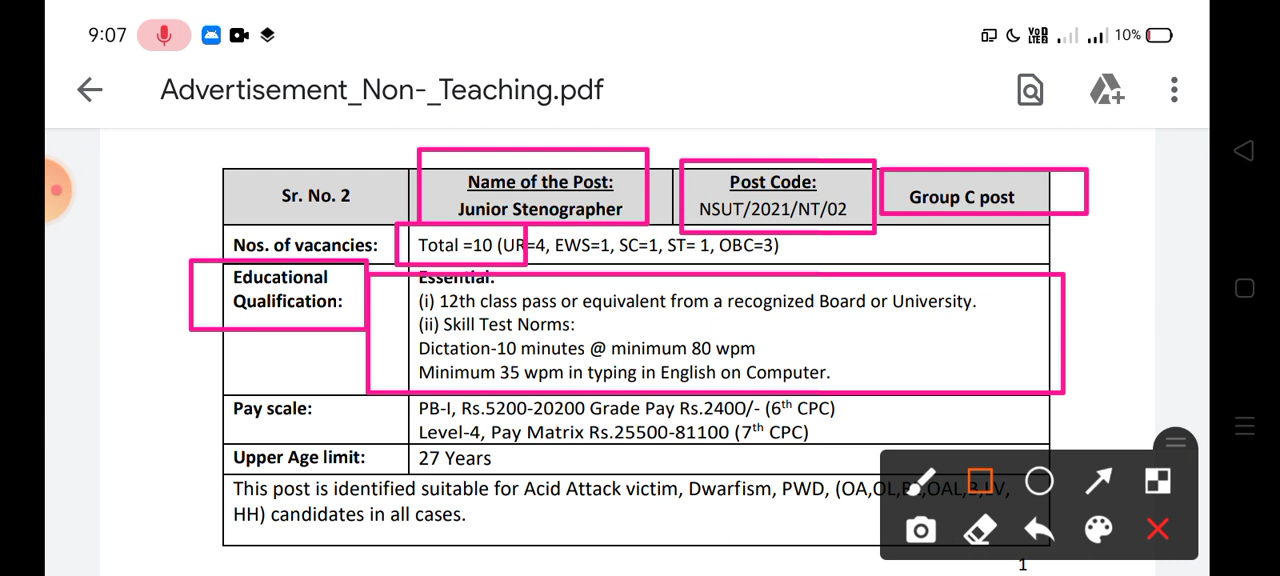 9:07
VoD LTE2
10%
Advertisement_Non-_Teaching.pdf
Sr. No. 2
Name of the Post:
Junior Stenographer
Post Code:
NSUT/2021/NT/02
Group C post
Nos. of vacancies:
Total =10 (UR=4, EWS=1, SC=1, ST= 1, OBC=3)
Educational
Qualification:
Essential:
(i) 12th class pass or equivalent from a recognized Board or University.
(ii) Skill Test Norms:
Dictation-10 minutes @ minimum 80 wpm
Minimum 35 wpm in typing in English on Computer.
Pay scale:
PB-I, Rs.5200-20200 Grade Pay Rs.2400/- (6th CPC)
Level-4, Pay Matrix Rs.25500-81100 (7th CPC)
Upper Age limit:
27 Years
This post is identified suitable for Acid Attack victim, Dwarfism, PWD, (OA,OL, OAL,B,LV,
HH) candidates in all cases.
1